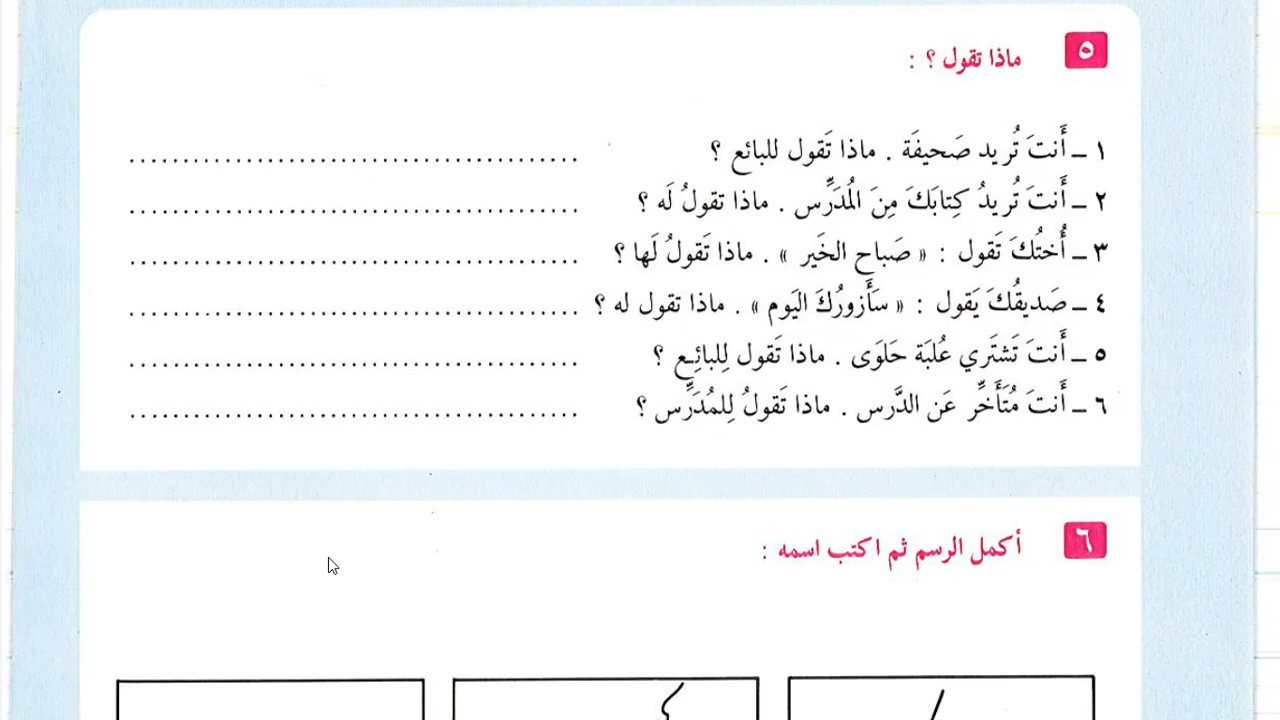 ٥ ماذا تقول ؟ :
١ ـ أَنتَ تُريد صَحيفَة . ماذا تَقول للبائع ؟ ........................................
٢ ـ أَنتَ تُريدُ كِتابَكَ مِنَ الُمدَرِّس . ماذا تقولُ لَه ؟ ........................................
٣ ـ أُختُكَ تَقول : « صَباح الخَير » . ماذا تَقولُ لَها ؟ ........................................
٤ ـ صَديقُكَ يَقول : « سَأَزورُكَ اليَوم » . ماذا تقول له ؟ ........................................
٥ ـ أَنتَ تَشتَري عُلبَة حَلوَى . ماذا تَقول لِلبائِع ؟ ........................................
٦ ـ أَنتَ مُتَأَخِّر عَن الدَّرس . ماذا تَقولُ لِلمُدَرِّس ؟ ........................................
٦ أكمل الرسم ثم اكتب اسمه :